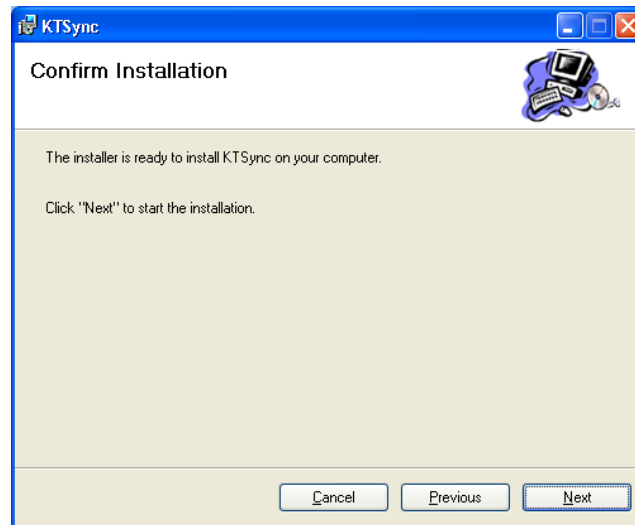 KTSync
Confirm Installation
The installer is ready to install KTSync on your computer.
Click "Next" to start the installation.
Cancel Previous Next